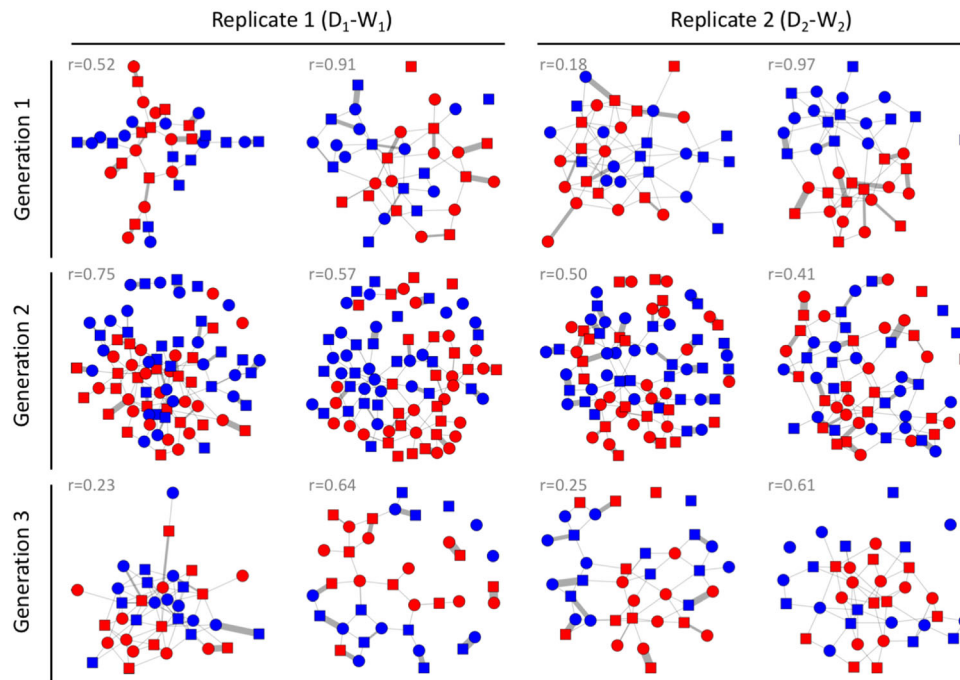 Replicate 1 (D₁-W₁) Replicate 2 (D₂-W₂)
Generation 1
r=0.52 r=0.91 r=0.18 r=0.97
Generation 2
r=0.75 r=0.57 r=0.50 r=0.41
Generation 3
r=0.23 r=0.64 r=0.25 r=0.61